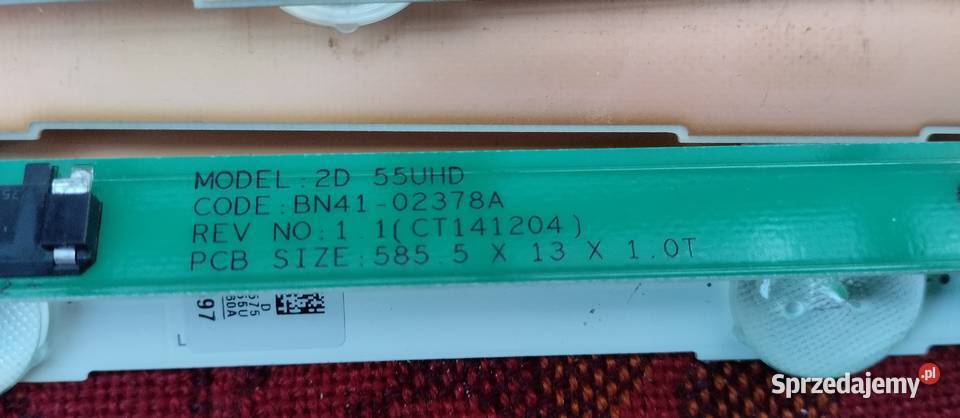 MODEL:2D 55UHD
CODE:BN41-02378A
REV NO:1.1(CT141204)
PCB SIZE:585.5 X 13 X 1.0T
97
Sprzedajemy.pl